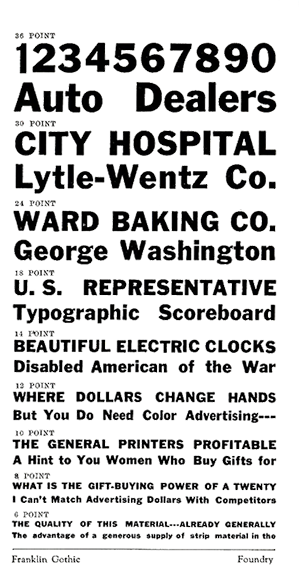 36 POINT
1234567890
Auto Dealers
30 POINT
CITY HOSPITAL
Lytle-Wentz Co.
24 POINT
WARD BAKING CO.
George Washington
18 POINT
U. S. REPRESENTATIVE
Typographic Scoreboard
14 POINT
BEAUTIFUL ELECTRIC CLOCKS
Disabled American of the War
12 POINT
WHERE DOLLARS CHANGE HANDS
But You Do Need Color Advertising---
10 POINT
THE GENERAL PRINTERS PROFITABLE
A Hint to You Women Who Buy Gifts for
8 POINT
WHAT IS THE GIFT-BUYING POWER OF A TWENTY
I Can't Match Advertising Dollars With Competitors
6 POINT
THE QUALITY OF THIS MATERIAL---ALREADY GENERALLY
The advantage of a generous supply of strip material in the
Franklin Gothic Foundry